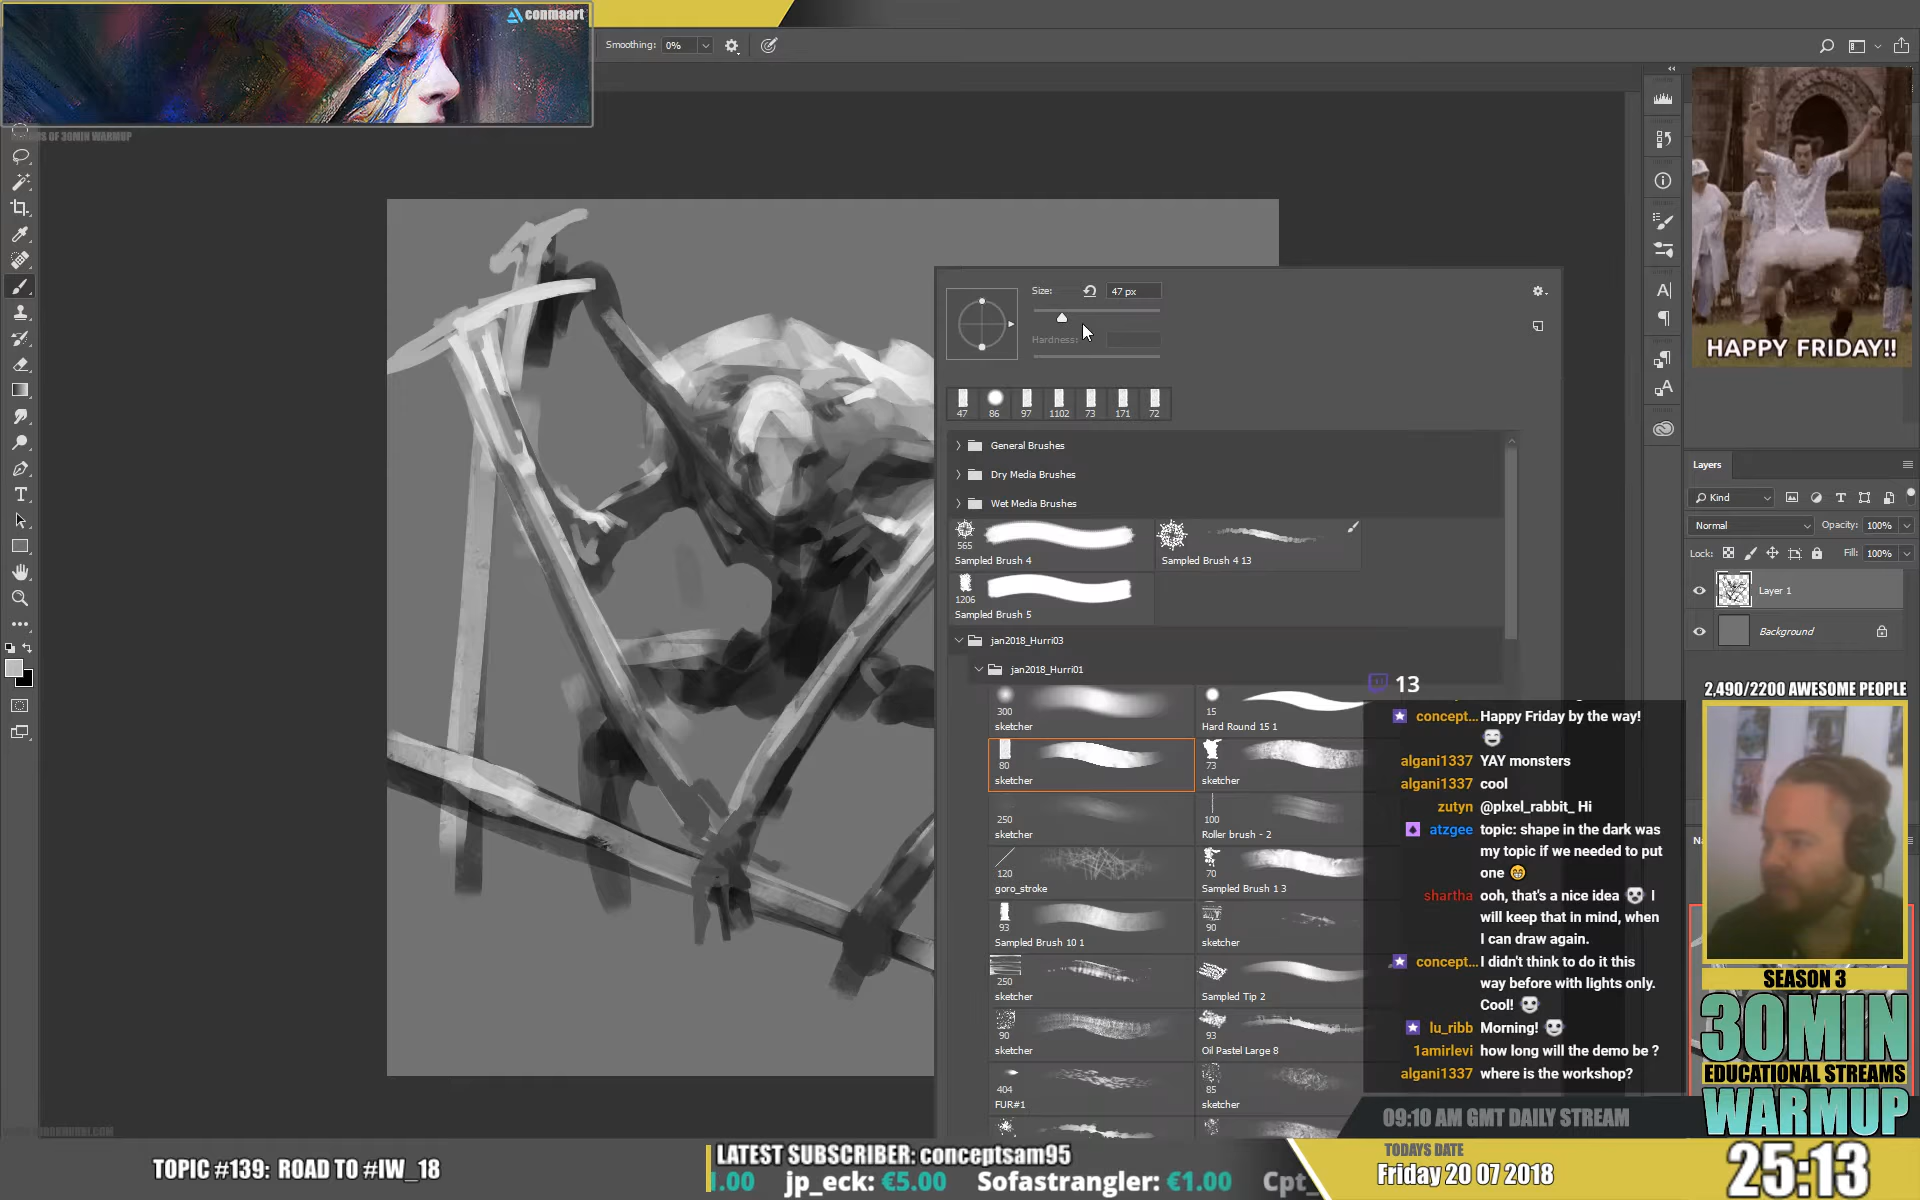 conmaart
Smoothing: 0%
OF 30MIN WARMUP
HAPPY FRIDAY!!
Size: 47 px
Hardness:
47 86 97 1102 73 171 72
General Brushes
Dry Media Brushes
Wet Media Brushes
565
Sampled Brush 4
Sampled Brush 4 13
1206
Sampled Brush 5
jan2018_Hurri03
jan2018_Hurri01
300
sketcher
15
Hard Round 15 1
80
sketcher
73
sketcher
250
sketcher
100
Roller brush - 2
120
goro_stroke
70
Sampled Brush 1 3
93
Sampled Brush 10 1
90
sketcher
250
sketcher
Sampled Tip 2
90
sketcher
93
Oil Pastel Large 8
404
FUR#1
85
sketcher
Layers
Kind
Normal Opacity: 100%
Lock: Fill: 100%
Layer 1
Background
2,490/2200 AWESOME PEOPLE
13
concept... Happy Friday by the way!
algani1337 YAY monsters
algani1337 cool
zutyn @plxel_rabbit_ Hi
atzgee topic: shape in the dark was
my topic if we needed to put
one
shartha ooh, that's a nice idea I
will keep that in mind, when
I can draw again.
concept... I didn't think to do it this
way before with lights only.
Cool!
lu_ribb Morning!
1amirlevi how long will the demo be ?
algani1337 where is the workshop?
SEASON 3
30MIN
EDUCATIONAL STREAMS
WARMUP
09:10 AM GMT DAILY STREAM
TODAYS DATE
Friday 20 07 2018
25:13
TOPIC #139: ROAD TO #IW_18
LATEST SUBSCRIBER: conceptsam95
1.00 jp_eck: €5.00 Sofastrangler: €1.00 Cpt_